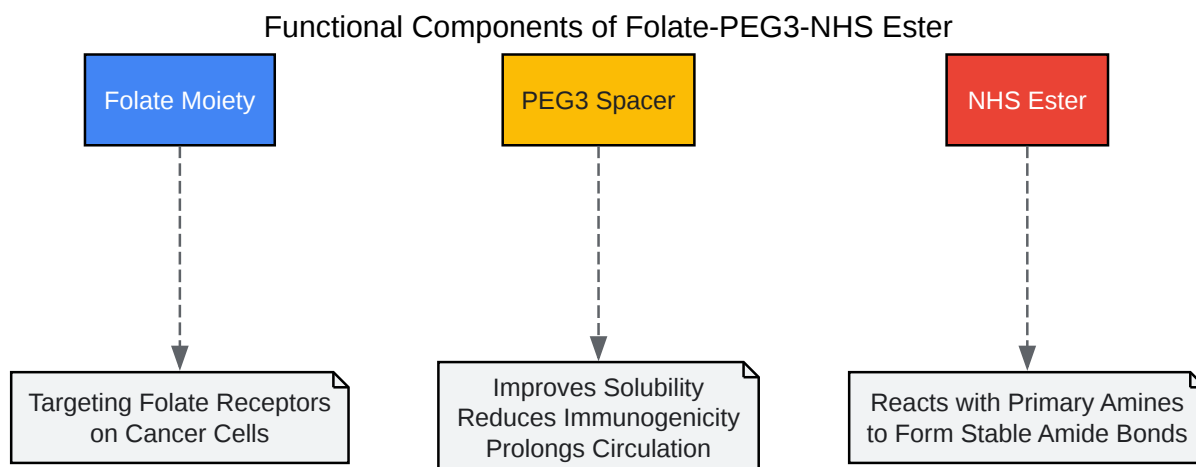 Functional Components of Folate-PEG3-NHS Ester
Folate Moiety
PEG3 Spacer
NHS Ester
Targeting Folate Receptors
on Cancer Cells
Improves Solubility
Reduces Immunogenicity
Prolongs Circulation
Reacts with Primary Amines
to Form Stable Amide Bonds